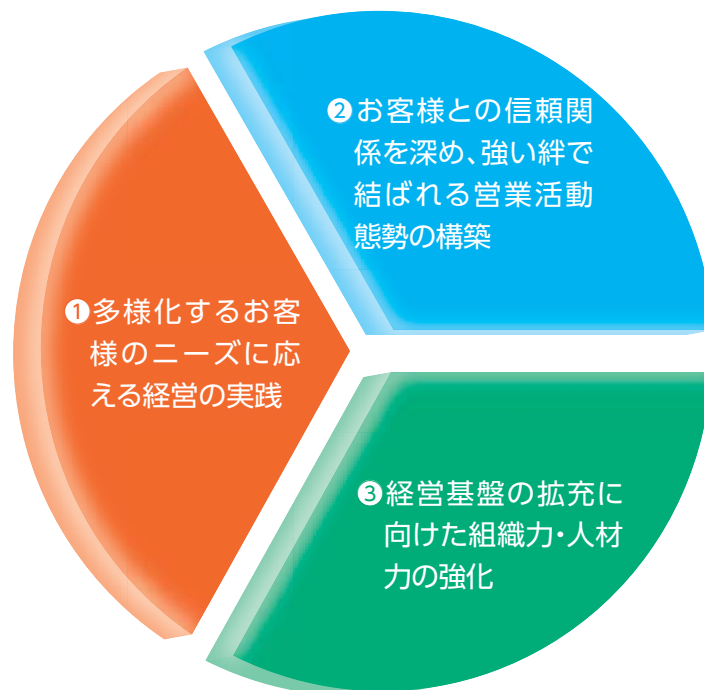 ❶多様化するお客
様のニーズに応
える経営の実践
❷お客様との信頼関
係を深め、強い絆で
結ばれる営業活動
態勢の構築
❸経営基盤の拡充に
向けた組織力・人材
力の強化